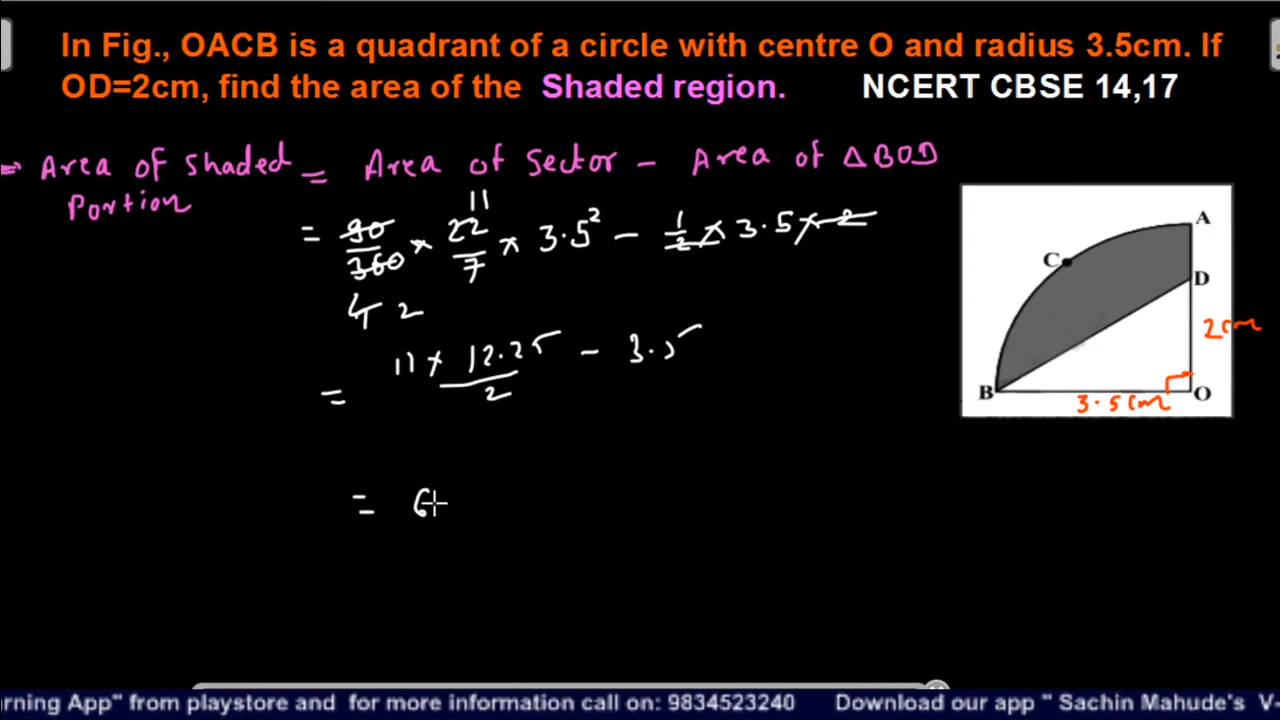 In Fig., OACB is a quadrant of a circle with centre O and radius 3.5cm. If
OD=2cm, find the area of the Shaded region. NCERT CBSE 14,17
⇒ Area of shaded = Area of Sector - Area of △BOD
Portion
11
= 90/360 × 22/7 × 3.5² - 1/2 × 3.5 × 2
4 2
= 11 × 12.25/2 - 3.5
= 6
A
C
D
2cm
B
O
3.5cm
rning App" from playstore and for more information call on: 9834523240 Download our app " Sachin Mahude's V